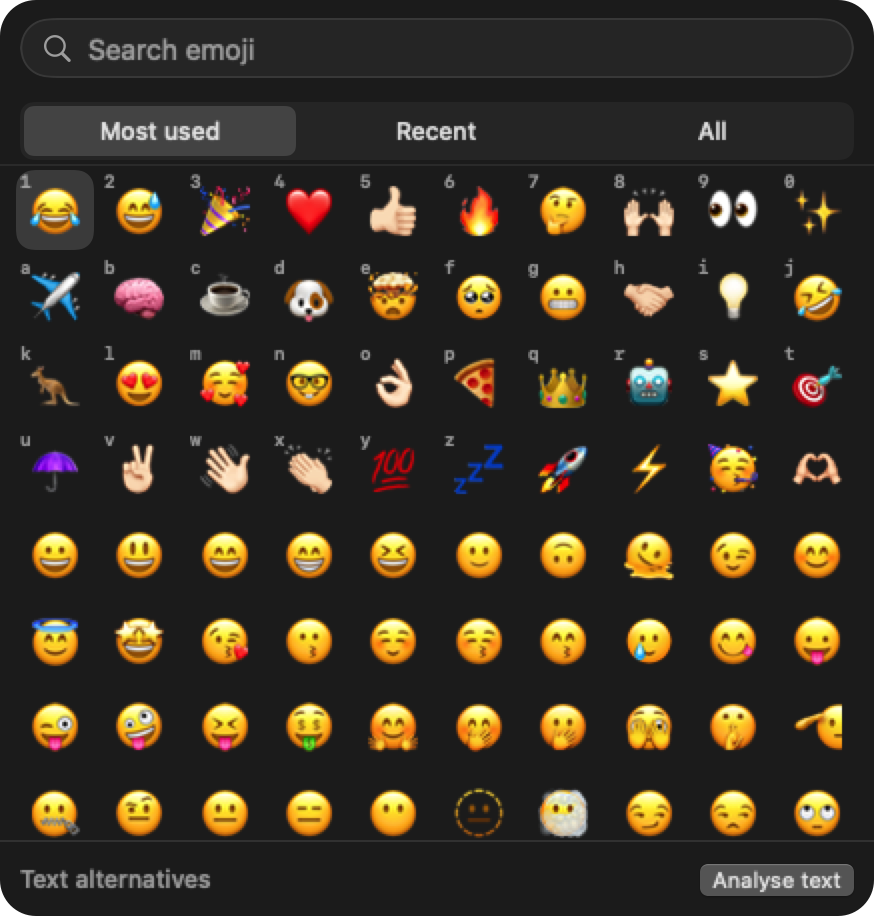 Search emoji
Most used Recent All
1 2 3 4 5 6 7 8 9 0
a b c d e f g h i j
k l m n o p q r s t
u v w x y z
Text alternatives Analyse text